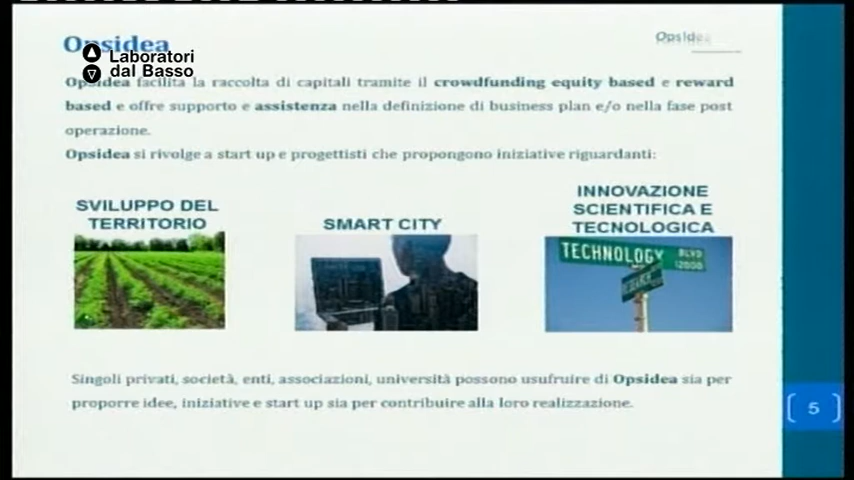 Opsidea
Opsidea
Laboratori
dal Basso
Opsidea facilita la raccolta di capitali tramite il crowdfunding equity based e reward
based e offre supporto e assistenza nella definizione di business plan e/o nella fase post
operazione.
Opsidea si rivolge a start up e progettisti che propongono iniziative riguardanti:
SVILUPPO DEL
TERRITORIO
SMART CITY
INNOVAZIONE
SCIENTIFICA E
TECNOLOGICA
TECHNOLOGY BLVD
12000
RESEARCH
Singoli privati, società, enti, associazioni, università possono usufruire di Opsidea sia per
proporre idee, iniziative e start up sia per contribuire alla loro realizzazione.
5